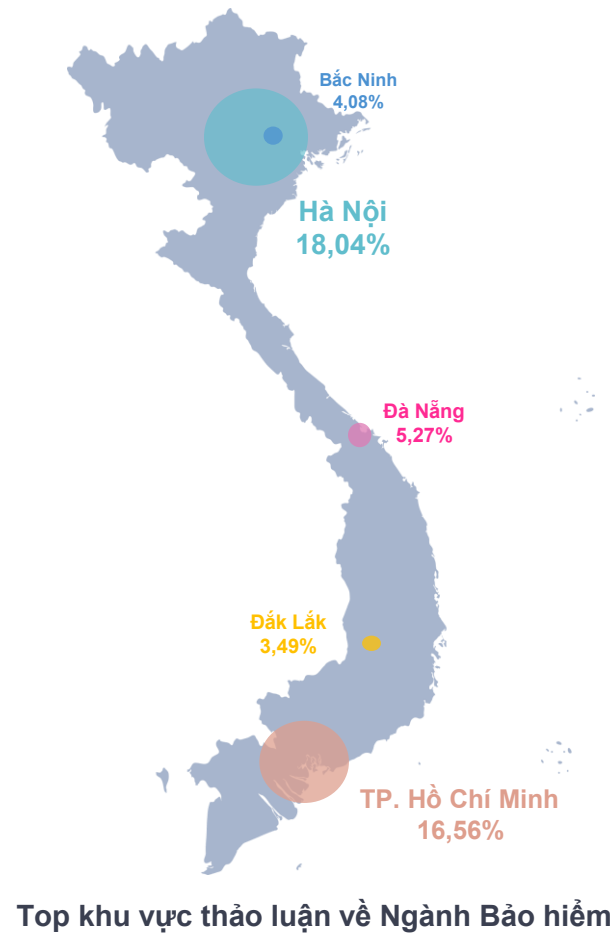 Bắc Ninh
4,08%
Hà Nội
18,04%
Đà Nẵng
5,27%
Đắk Lắk
3,49%
TP. Hồ Chí Minh
16,56%
Top khu vực thảo luận về Ngành Bảo hiểm